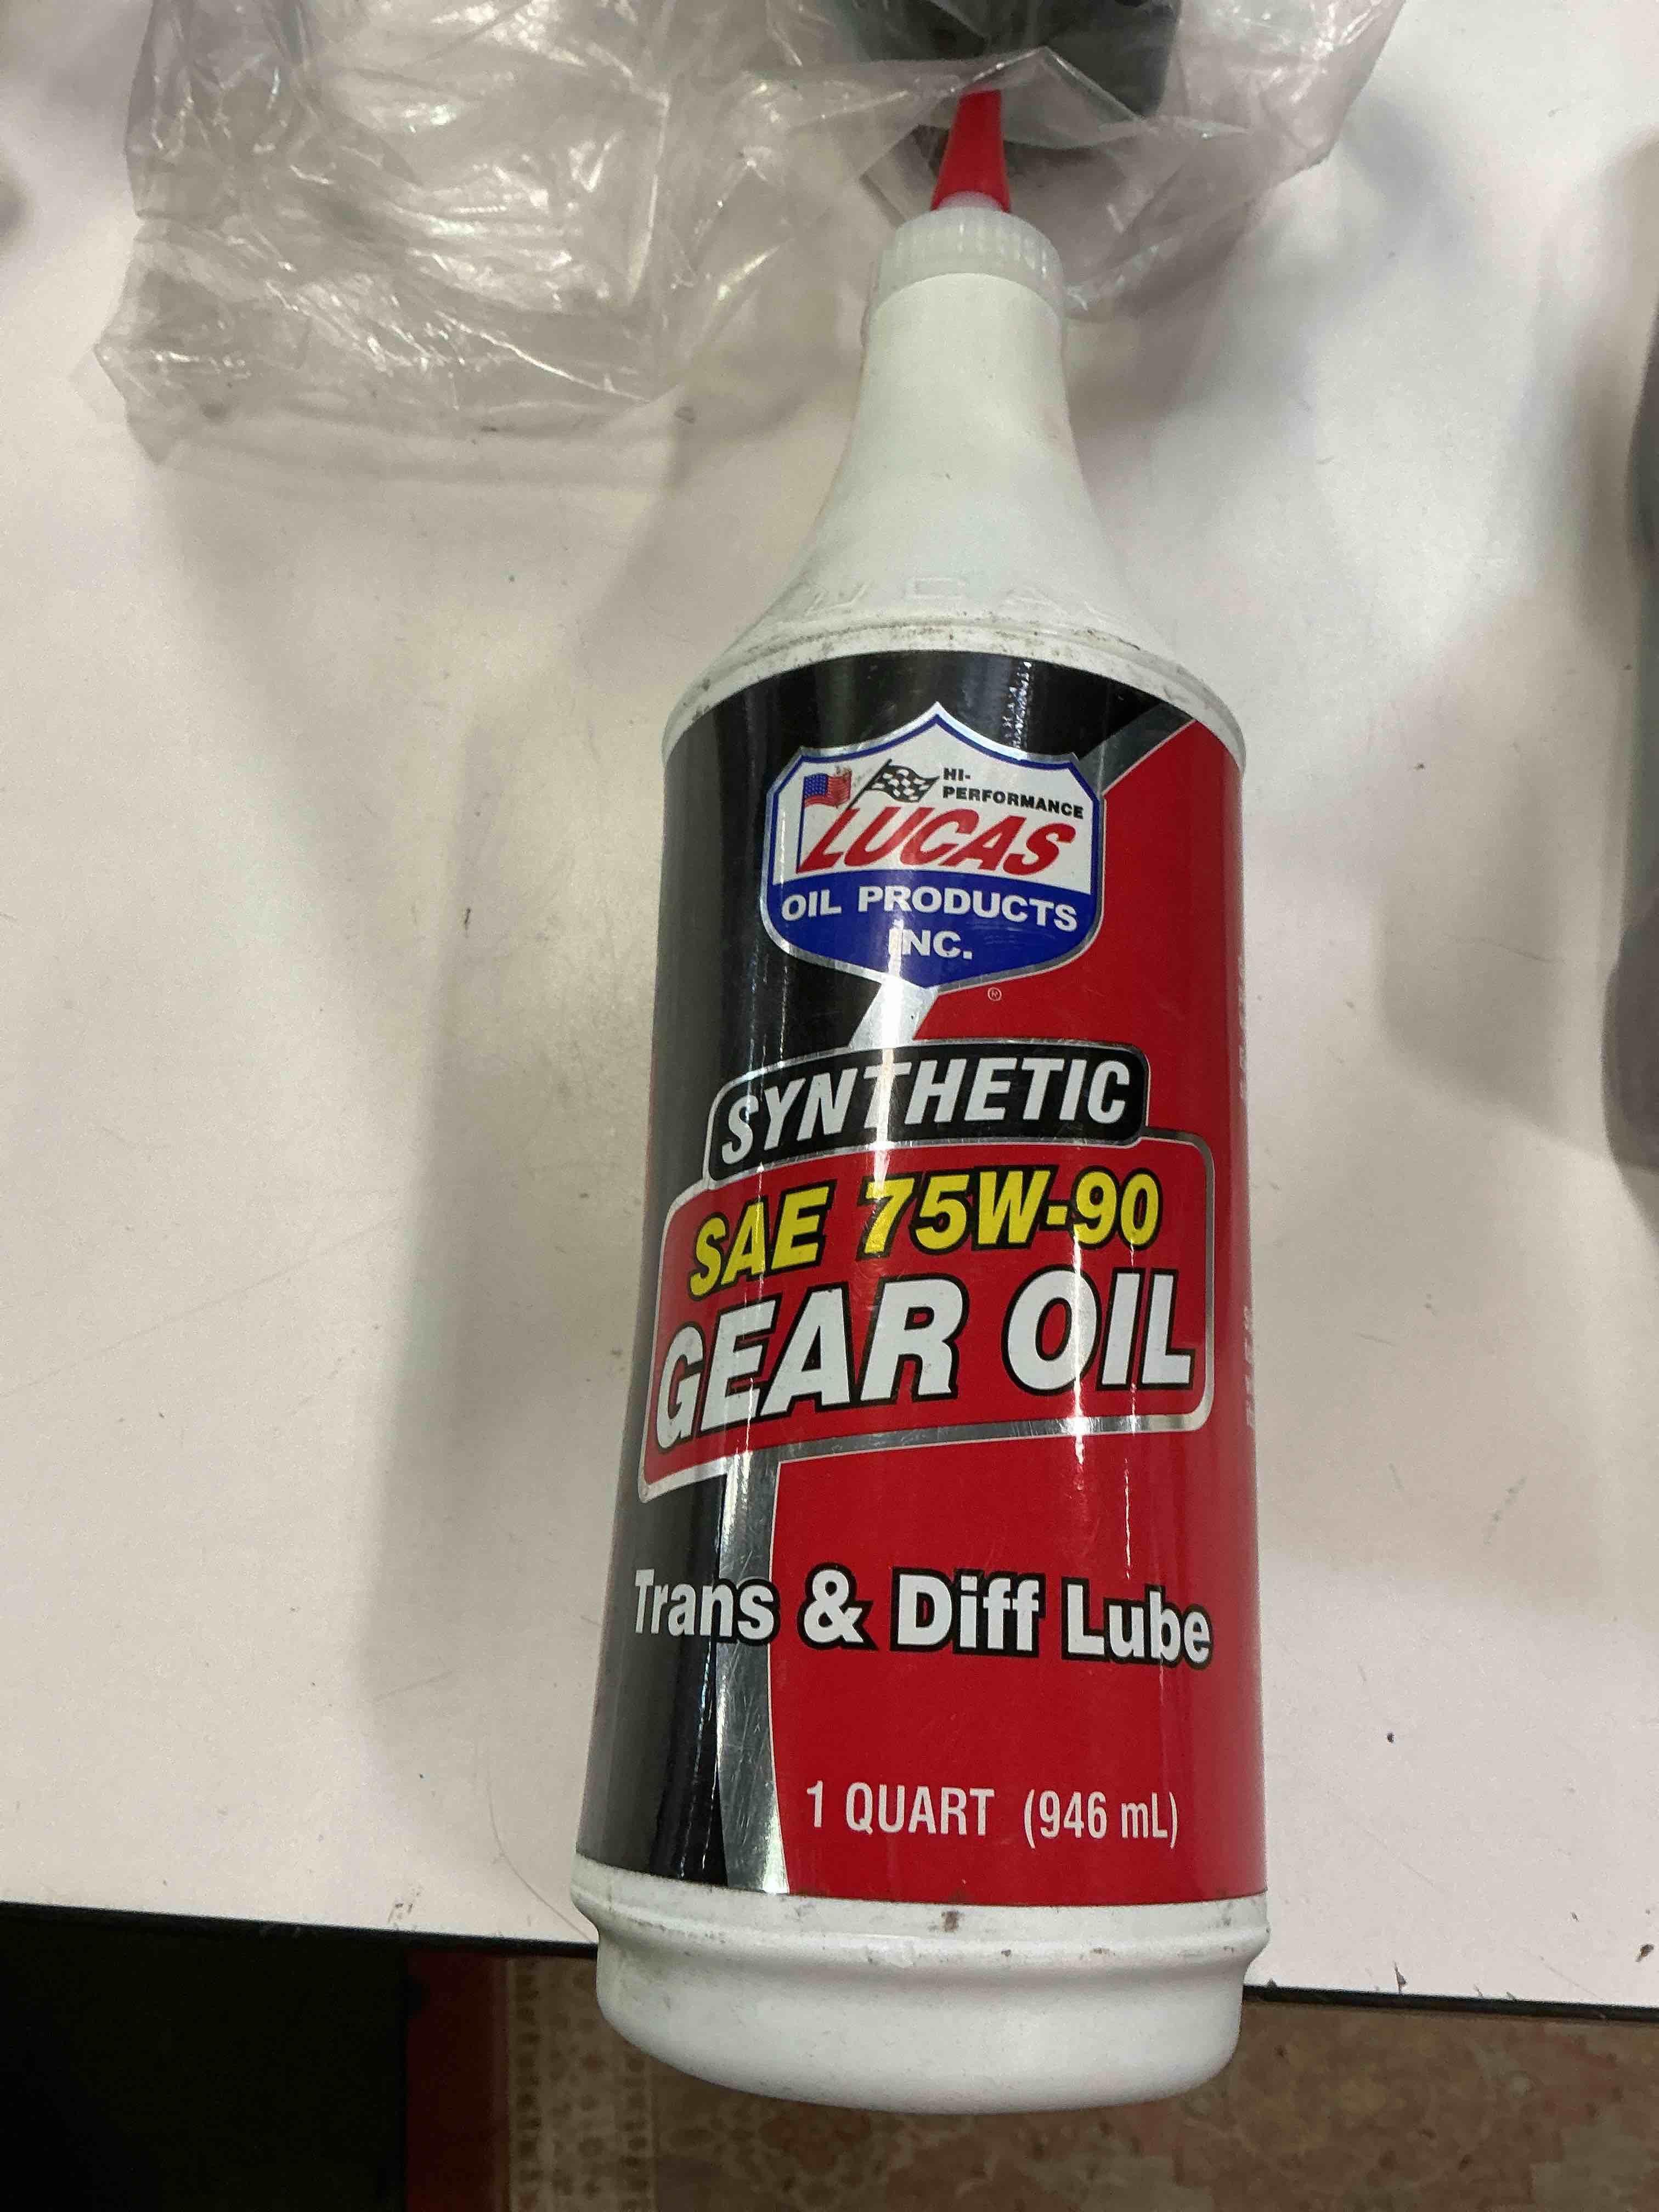 HI-
PERFORMANCE
LUCAS
OIL PRODUCTS
INC.
®
SYNTHETIC
SAE 75W-90
GEAR OIL
Trans & Diff Lube
1 QUART (946 mL)